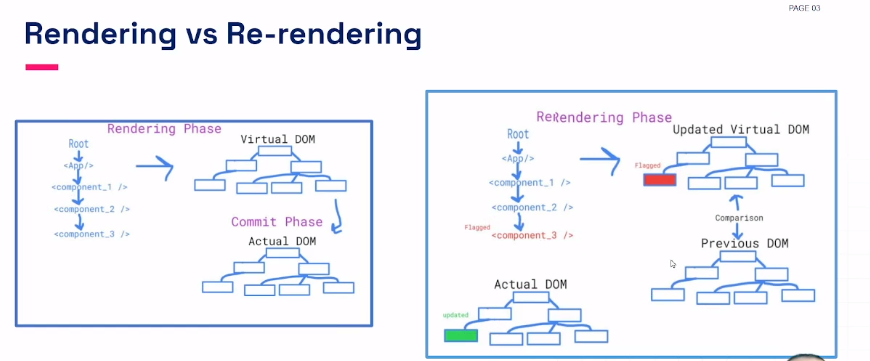 PAGE 03
Rendering vs Re-rendering
Rendering Phase
Root
<App/>
<component_1 />
<component_2 />
<component_3 />
Virtual DOM
Commit Phase
Actual DOM
ReRendering Phase
Root
<App/>
<component_1 />
<component_2 />
Flagged
<component_3 />
Updated Virtual DOM
Flagged
Comparison
Previous DOM
Actual DOM
updated